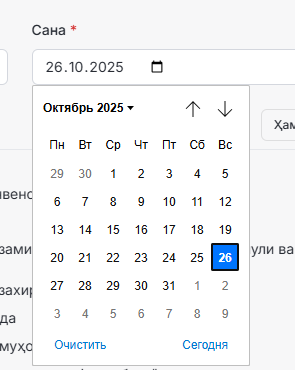 Сана *
26.10.2025
Октябрь 2025
Ҳам
Пн Вт Ср Чт Пт Сб Вс
29 30 1 2 3 4 5
6 7 8 9 10 11 12
13 14 15 16 17 18 19
20 21 22 23 24 25 26
27 28 29 30 31 1 2
3 4 5 6 7 8 9
Очистить Сегодня